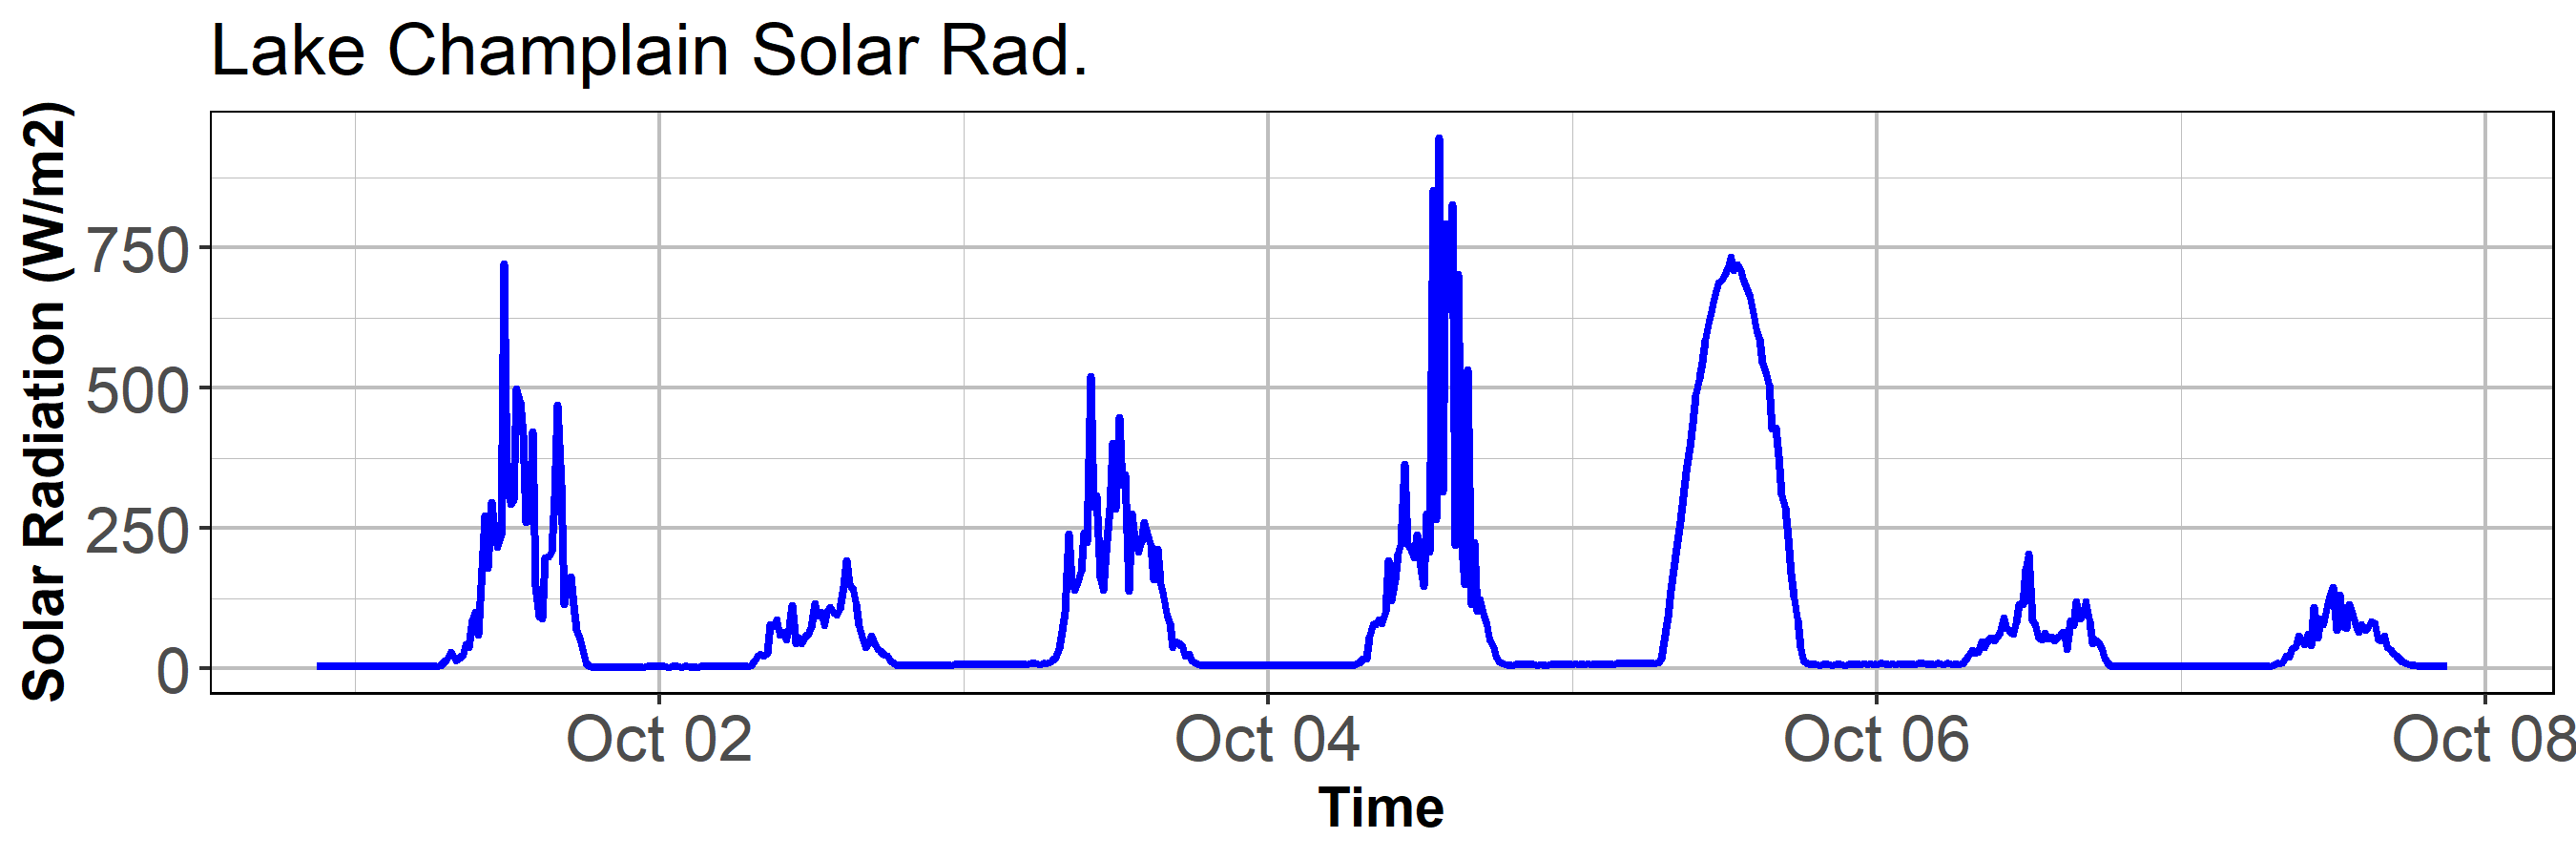 Lake Champlain Solar Rad.
Solar Radiation (W/m2)
750
500
250
0
Oct 02 Oct 04 Oct 06 Oct 08
Time